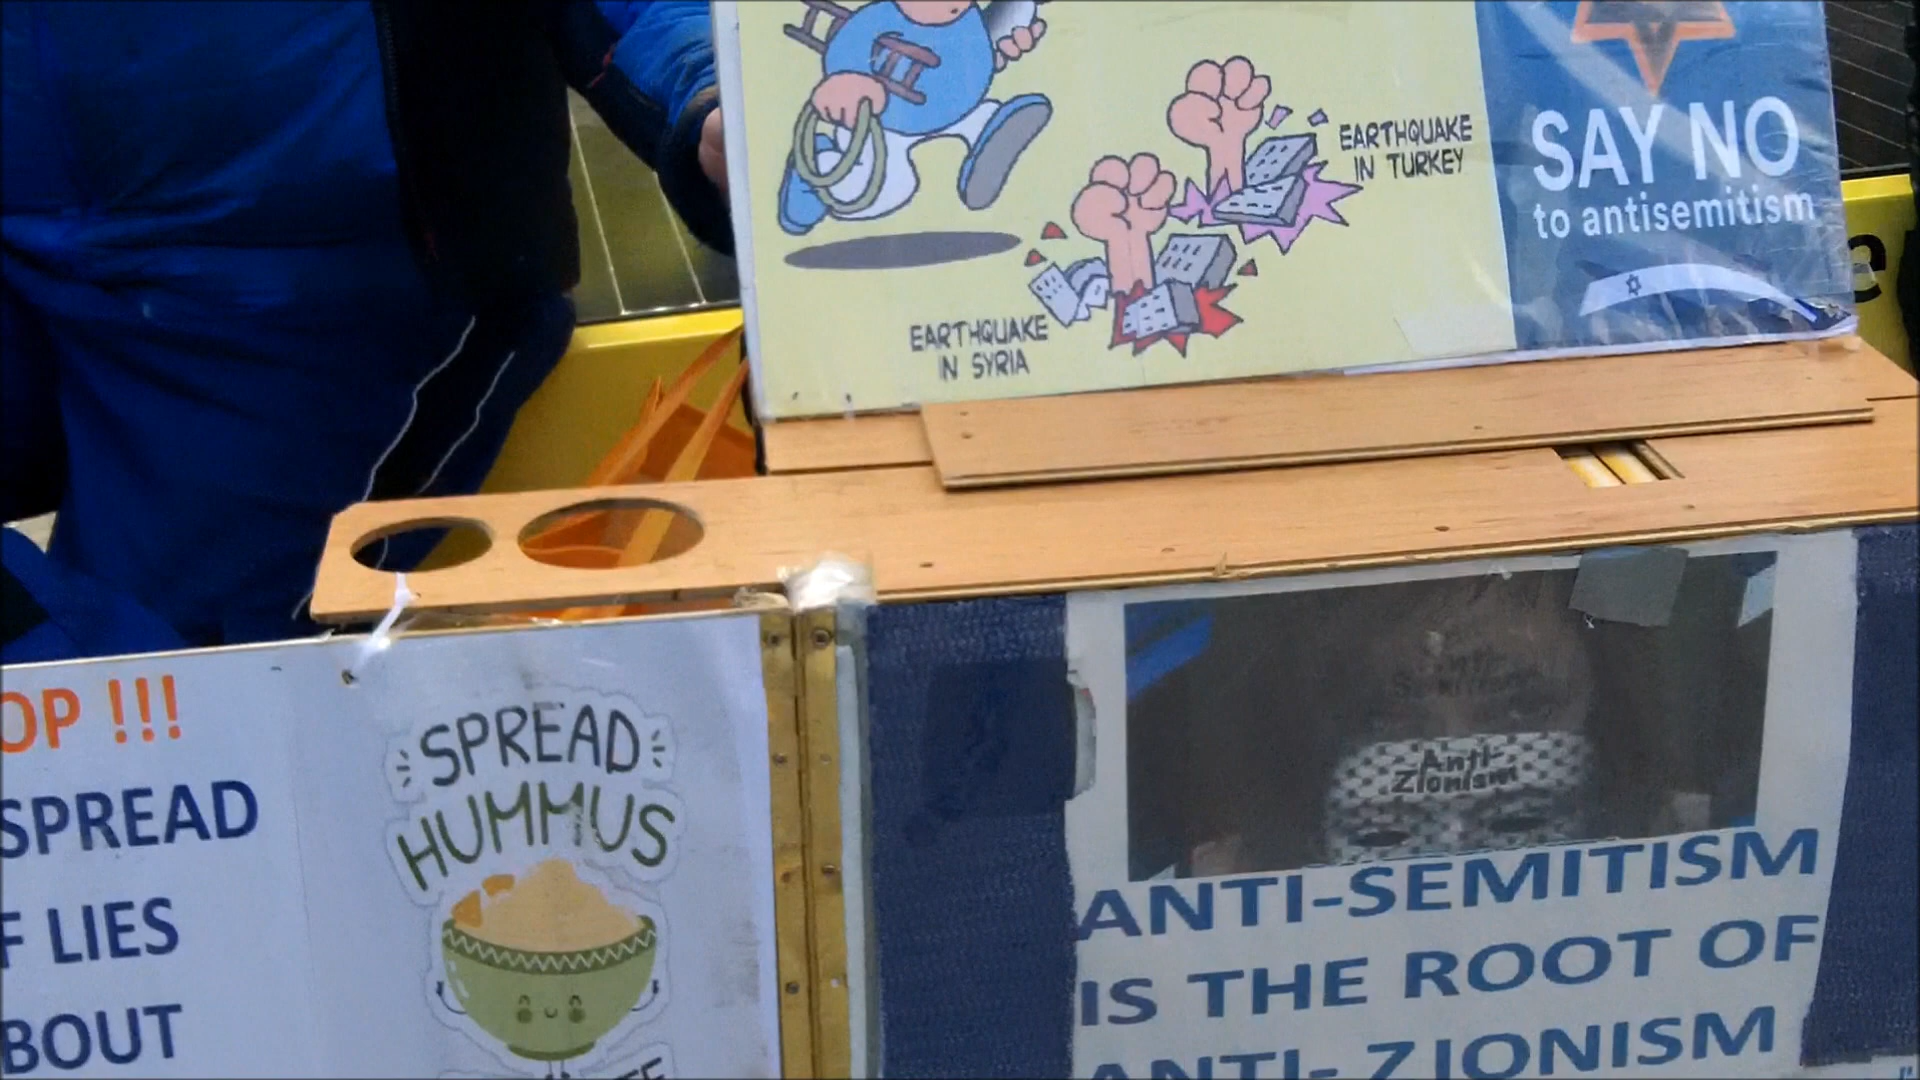 EARTHQUAKE
IN TURKEY
EARTHQUAKE
IN SYRIA
SAY NO
to antisemitism
e
OP !!!
SPREAD
F LIES
BOUT
SPREAD
HUMMUS
Anti-
Zionism
ANTI-SEMITISM
IS THE ROOT OF
ANTI-ZIONISM